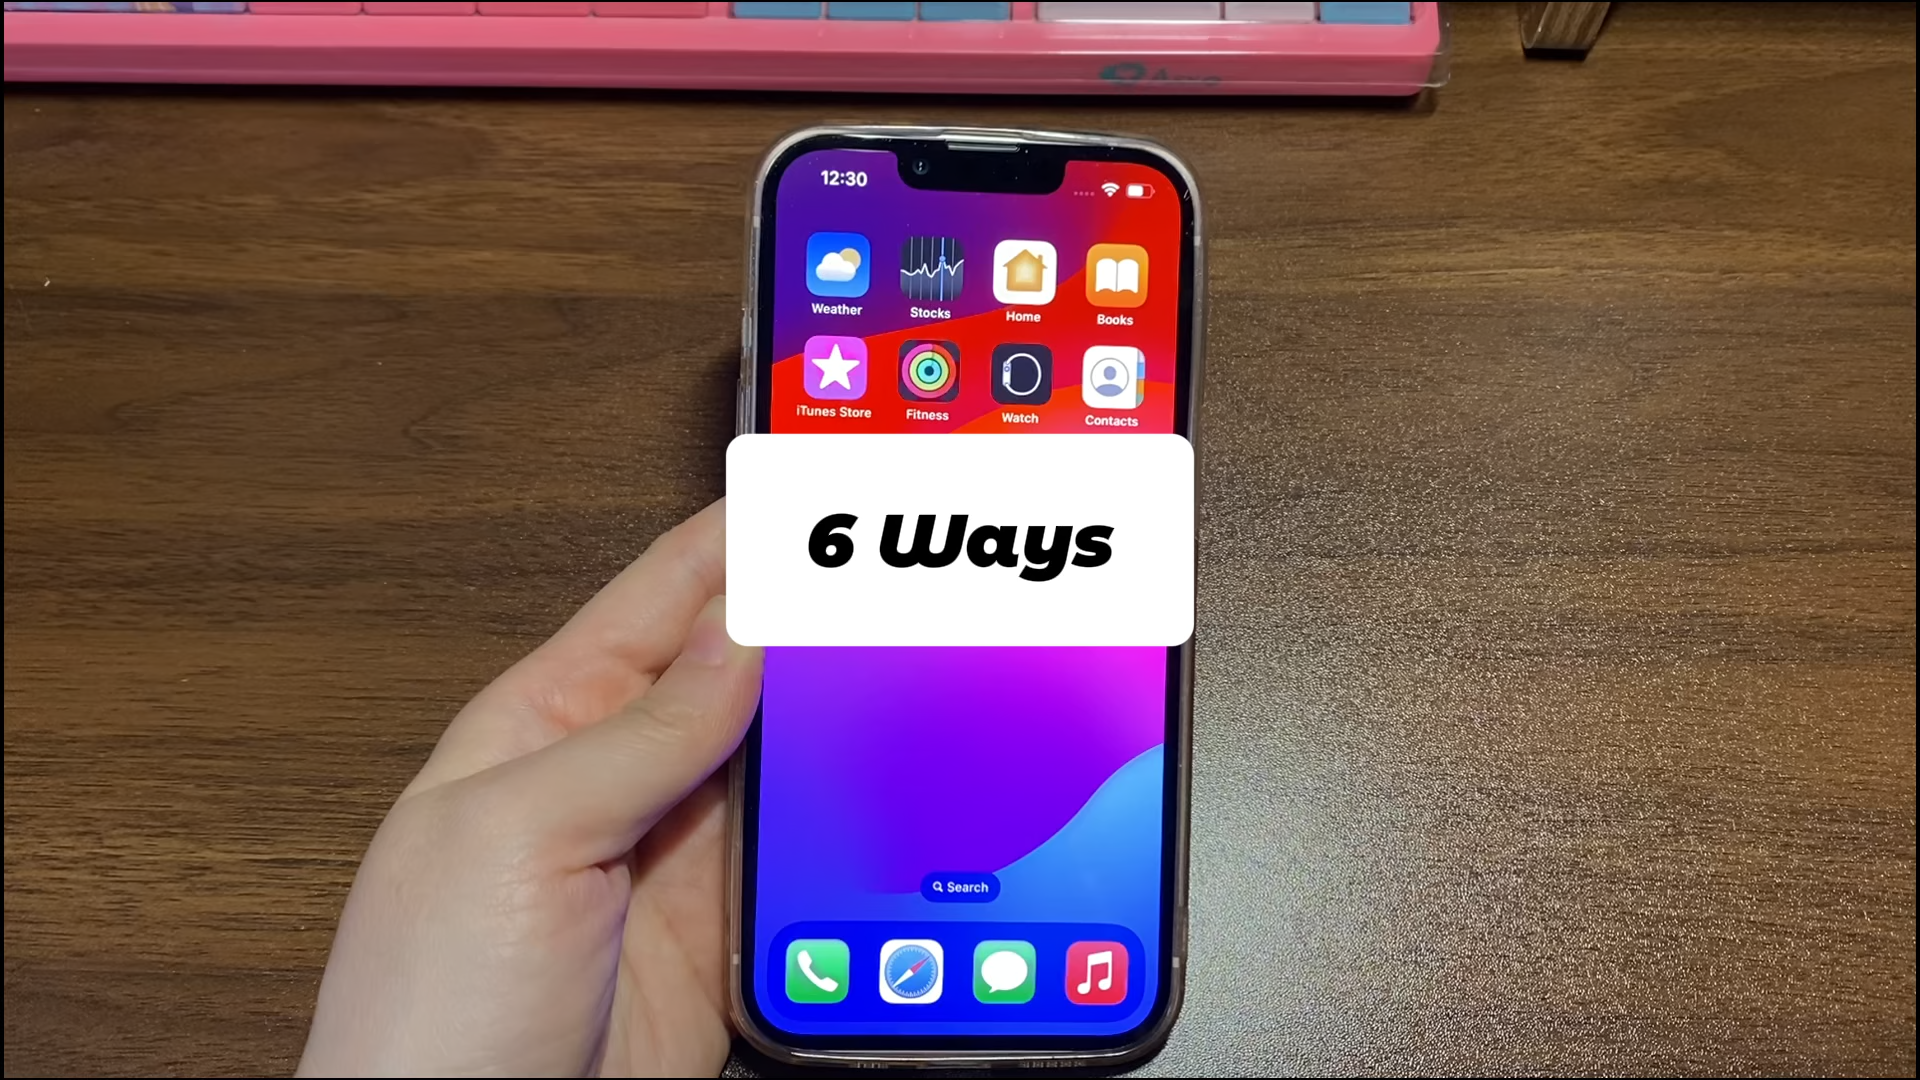 12:30
Weather Stocks Home Books
iTunes Store Fitness Watch Contacts
6 Ways
Search